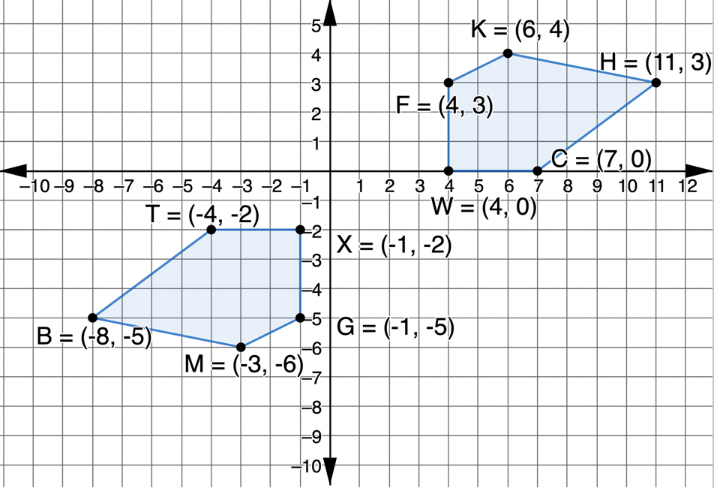 5
K = (6, 4)
4
H = (11, 3)
3
F = (4, 3)
2
1
C = (7, 0)
−10 −9 −8 −7 −6 −5 −4 −3 −2 −1 1 2 3 4 5 6 7 8 9 10 11 12
−1
W = (4, 0)
T = (-4, -2)
−2
X = (-1, -2)
−3
−4
−5
G = (-1, -5)
B = (-8, -5)
−6
M = (-3, -6)
−7
−8
−9
−10